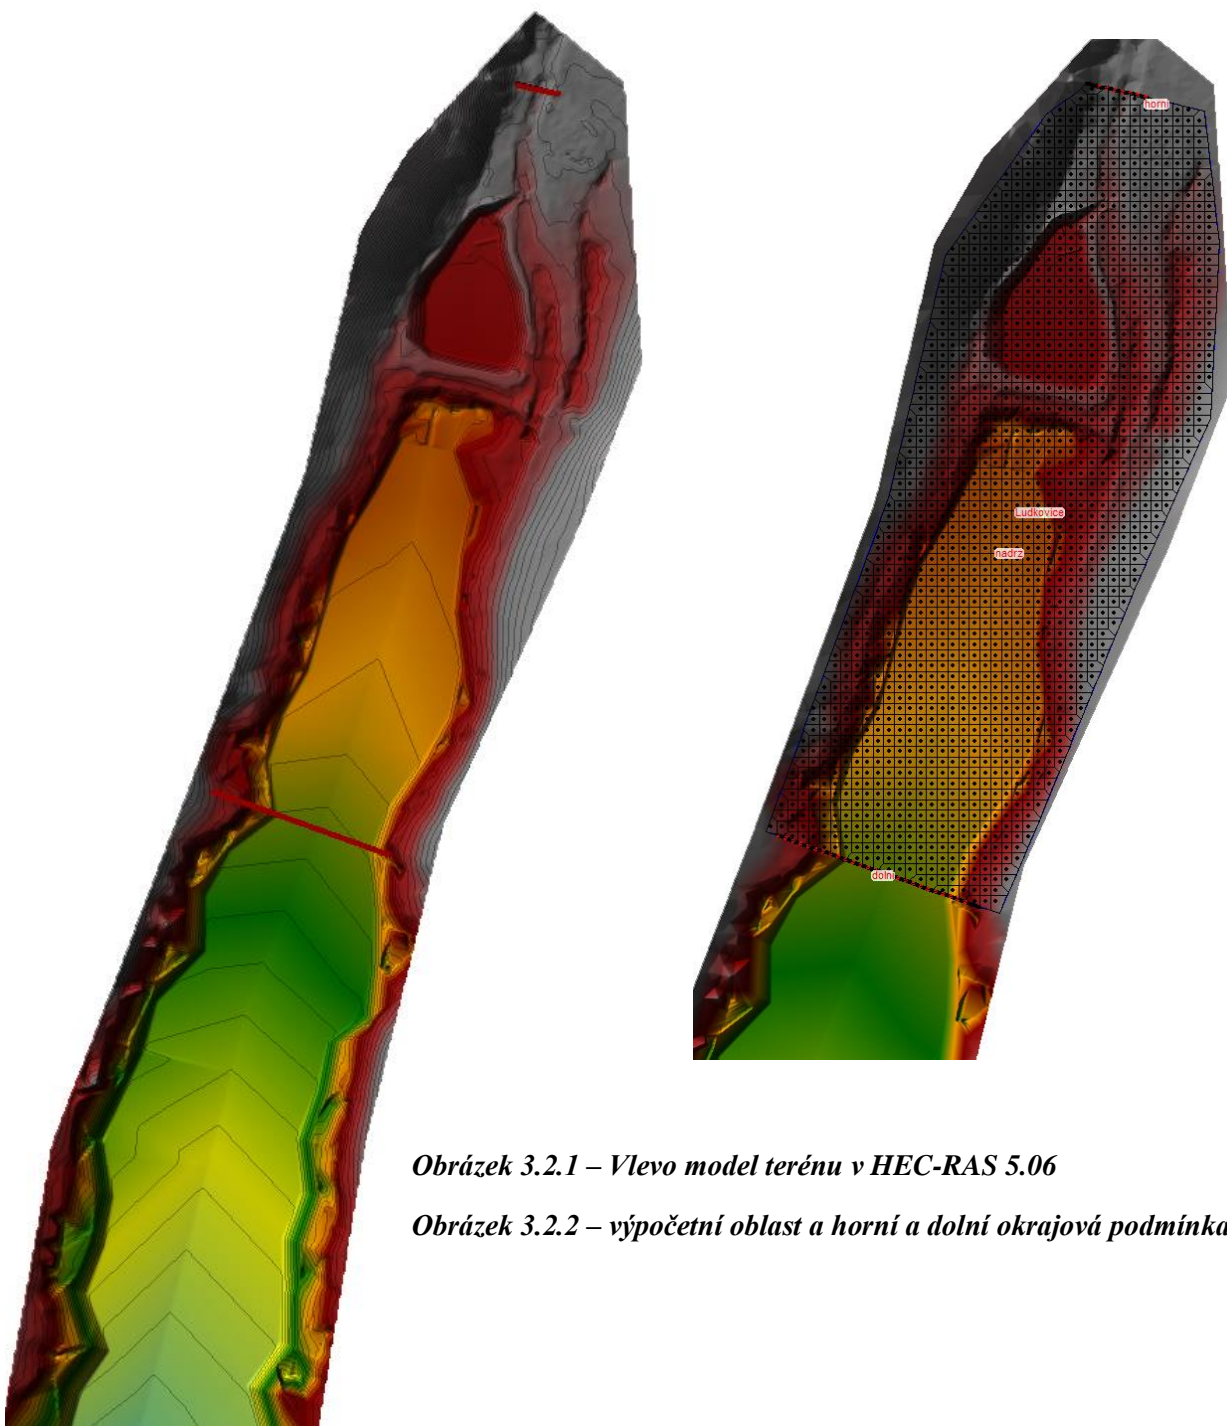 horni
Ludkovice
nadrz
dolni
Obrázek 3.2.1 – Vlevo model terénu v HEC-RAS 5.06
Obrázek 3.2.2 – výpočetní oblast a horní a dolní okrajová podmínka